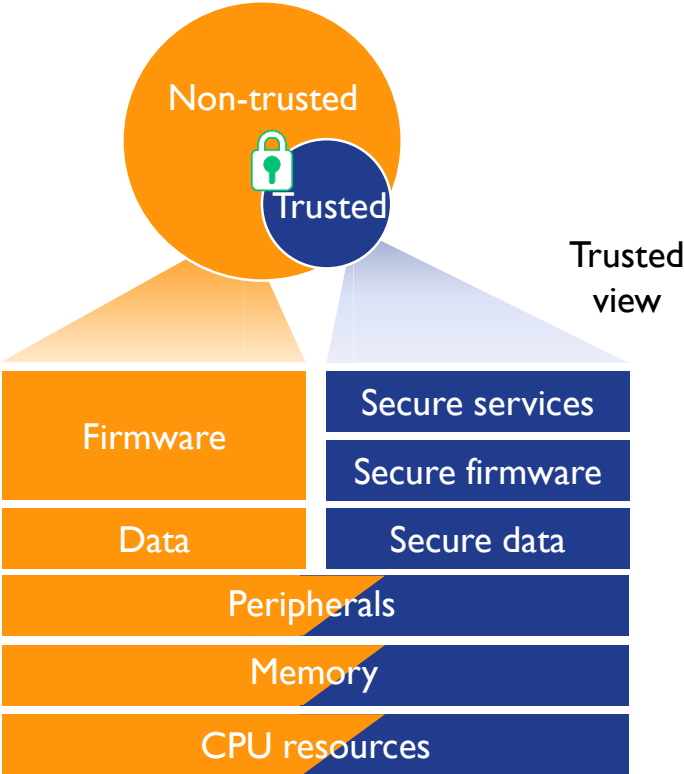 Non-trusted
Trusted
Trusted
view
Firmware
Secure services
Secure firmware
Data
Secure data
Peripherals
Memory
CPU resources